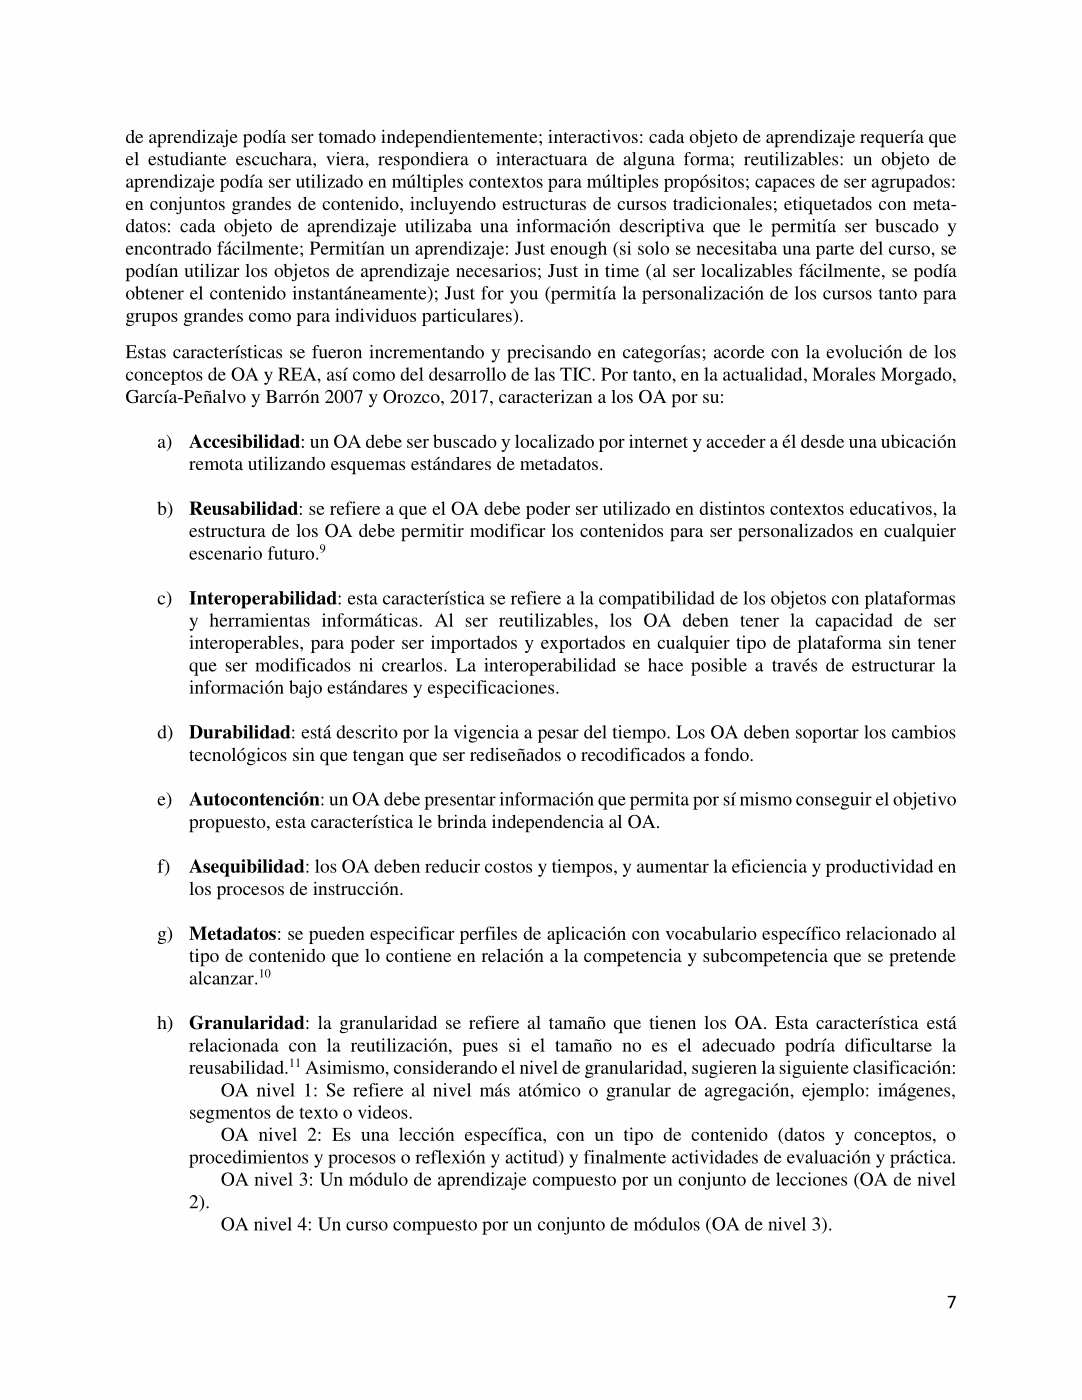 de aprendizaje podía ser tomado independientemente; interactivos: cada objeto de aprendizaje requería que
el estudiante escuchara, viera, respondiera o interactuara de alguna forma; reutilizables: un objeto de
aprendizaje podía ser utilizado en múltiples contextos para múltiples propósitos; capaces de ser agrupados:
en conjuntos grandes de contenido, incluyendo estructuras de cursos tradicionales; etiquetados con meta-
datos: cada objeto de aprendizaje utilizaba una información descriptiva que le permitía ser buscado y
encontrado fácilmente; Permitían un aprendizaje: Just enough (si solo se necesitaba una parte del curso, se
podían utilizar los objetos de aprendizaje necesarios; Just in time (al ser localizables fácilmente, se podía
obtener el contenido instantáneamente); Just for you (permitía la personalización de los cursos tanto para
grupos grandes como para individuos particulares).
Estas características se fueron incrementando y precisando en categorías; acorde con la evolución de los
conceptos de OA y REA, así como del desarrollo de las TIC. Por tanto, en la actualidad, Morales Morgado,
García-Peñalvo y Barrón 2007 y Orozco, 2017, caracterizan a los OA por su:
a) Accesibilidad: un OA debe ser buscado y localizado por internet y acceder a él desde una ubicación
remota utilizando esquemas estándares de metadatos.
b) Reusabilidad: se refiere a que el OA debe poder ser utilizado en distintos contextos educativos, la
estructura de los OA debe permitir modificar los contenidos para ser personalizados en cualquier
escenario futuro.9
c) Interoperabilidad: esta característica se refiere a la compatibilidad de los objetos con plataformas
y herramientas informáticas. Al ser reutilizables, los OA deben tener la capacidad de ser
interoperables, para poder ser importados y exportados en cualquier tipo de plataforma sin tener
que ser modificados ni crearlos. La interoperabilidad se hace posible a través de estructurar la
información bajo estándares y especificaciones.
d) Durabilidad: está descrito por la vigencia a pesar del tiempo. Los OA deben soportar los cambios
tecnológicos sin que tengan que ser rediseñados o recodificados a fondo.
e) Autocontención: un OA debe presentar información que permita por sí mismo conseguir el objetivo
propuesto, esta característica le brinda independencia al OA.
f) Asequibilidad: los OA deben reducir costos y tiempos, y aumentar la eficiencia y productividad en
los procesos de instrucción.
g) Metadatos: se pueden especificar perfiles de aplicación con vocabulario específico relacionado al
tipo de contenido que lo contiene en relación a la competencia y subcompetencia que se pretende
alcanzar.10
h) Granularidad: la granularidad se refiere al tamaño que tienen los OA. Esta característica está
relacionada con la reutilización, pues si el tamaño no es el adecuado podría dificultarse la
reusabilidad.11 Asimismo, considerando el nivel de granularidad, sugieren la siguiente clasificación:
OA nivel 1: Se refiere al nivel más atómico o granular de agregación, ejemplo: imágenes,
segmentos de texto o videos.
OA nivel 2: Es una lección específica, con un tipo de contenido (datos y conceptos, o
procedimientos y procesos o reflexión y actitud) y finalmente actividades de evaluación y práctica.
OA nivel 3: Un módulo de aprendizaje compuesto por un conjunto de lecciones (OA de nivel
2).
OA nivel 4: Un curso compuesto por un conjunto de módulos (OA de nivel 3).
7